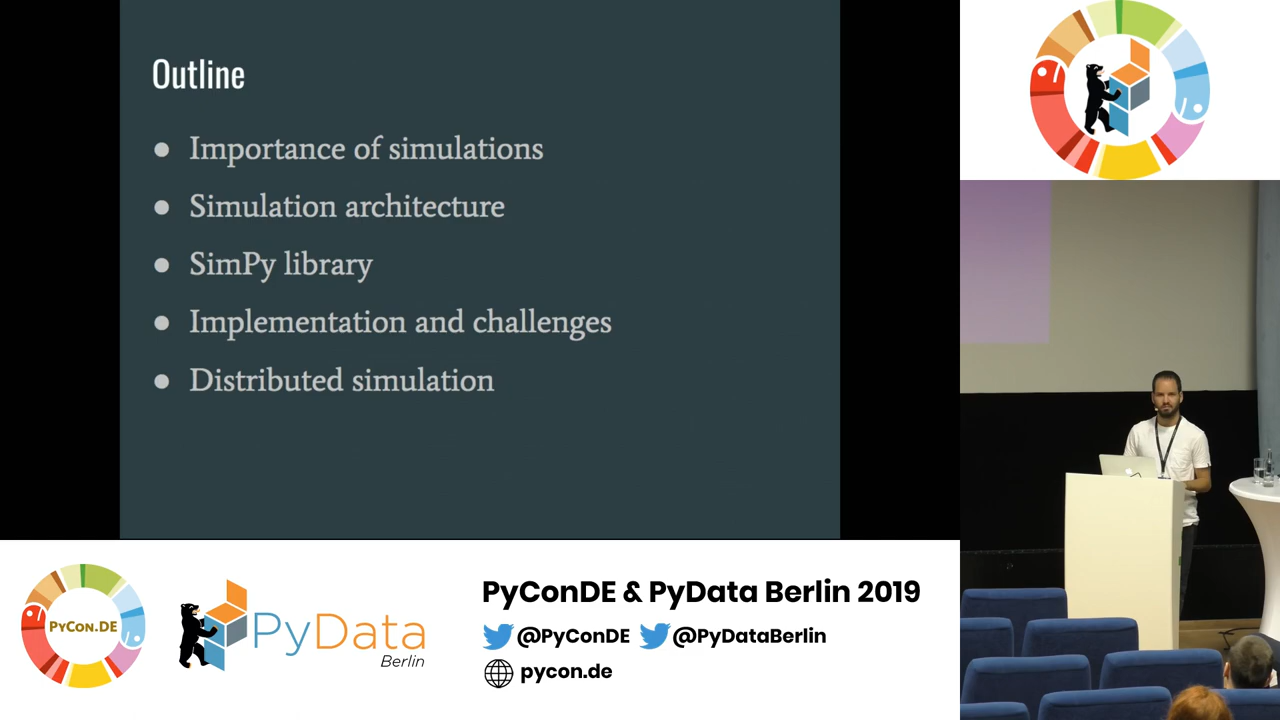 Outline
● Importance of simulations
● Simulation architecture
● SimPy library
● Implementation and challenges
● Distributed simulation
PyCon.DE
PyData
Berlin
PyConDE & PyData Berlin 2019
@PyConDE @PyDataBerlin
pycon.de